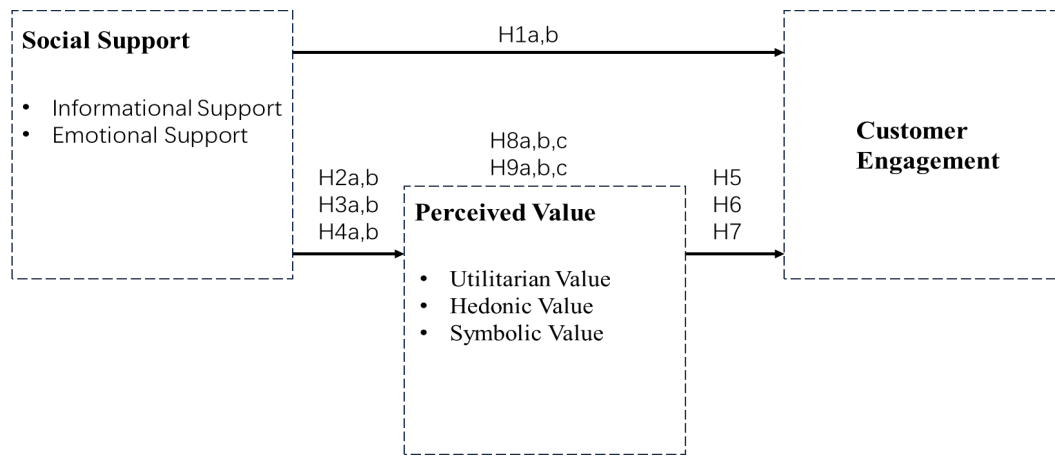 Social Support
• Informational Support
• Emotional Support
H1a,b
H8a,b,c
H9a,b,c
H2a,b
H3a,b
H4a,b
Perceived Value
• Utilitarian Value
• Hedonic Value
• Symbolic Value
H5
H6
H7
Customer
Engagement